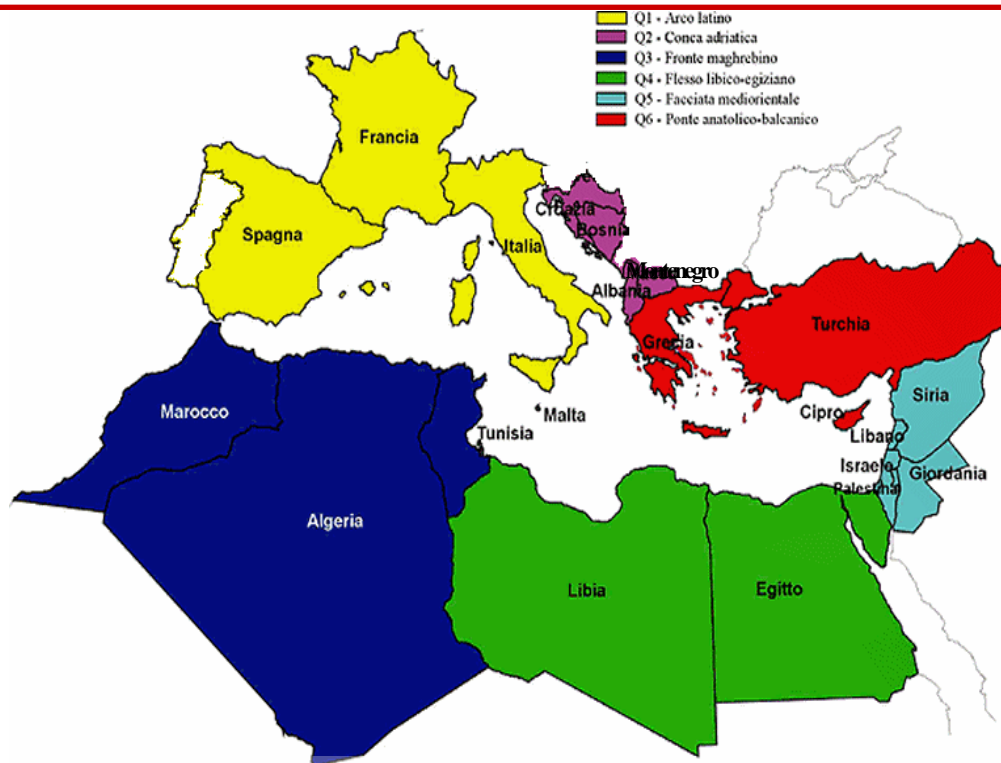 Q1 - Arco latino
Q2 - Conca adriatica
Q3 - Fronte maghrebino
Q4 - Flesso libico-egiziano
Q5 - Facciata mediorientale
Q6 - Ponte anatolico-balcanico
Francia
Spagna
Italia
Croazia
Bosnia
Montenegro
Albania
Grecia
Turchia
Marocco
Malta
Tunisia
Cipro
Siria
Libano
Israele
Giordania
Palestina
Algeria
Libia
Egitto